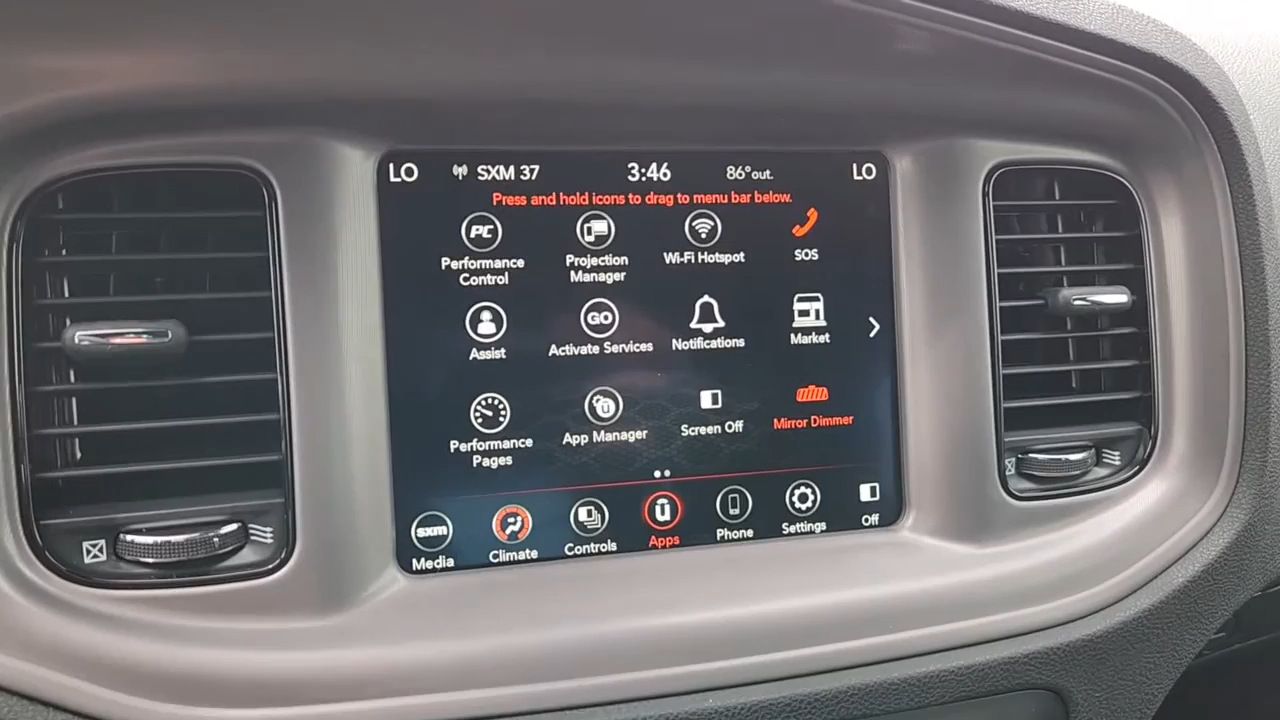 LO SXM 37 3:46 86°out. LO
Press and hold icons to drag to menu bar below.
PC
Performance
Control
Projection
Manager
Wi-Fi Hotspot
SOS
Assist
GO
Activate Services
Notifications
Market
Performance
Pages
App Manager
Screen Off
Mirror Dimmer
sxm
Media
Climate
Controls
Apps
Phone
Settings
Off